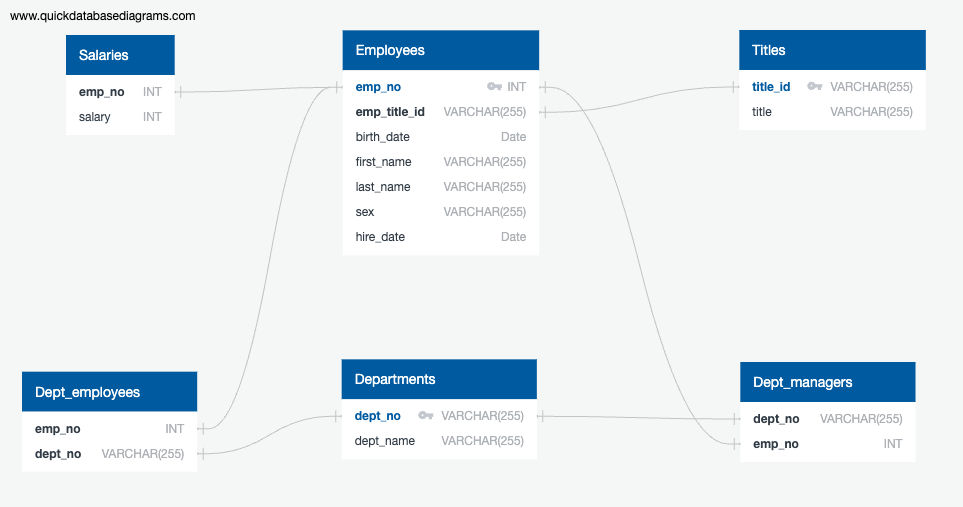 www.quickdatabasediagrams.com
Salaries
emp_no INT
salary INT
Employees
emp_no INT
emp_title_id VARCHAR(255)
birth_date Date
first_name VARCHAR(255)
last_name VARCHAR(255)
sex VARCHAR(255)
hire_date Date
Titles
title_id VARCHAR(255)
title VARCHAR(255)
Dept_employees
emp_no INT
dept_no VARCHAR(255)
Departments
dept_no VARCHAR(255)
dept_name VARCHAR(255)
Dept_managers
dept_no VARCHAR(255)
emp_no INT